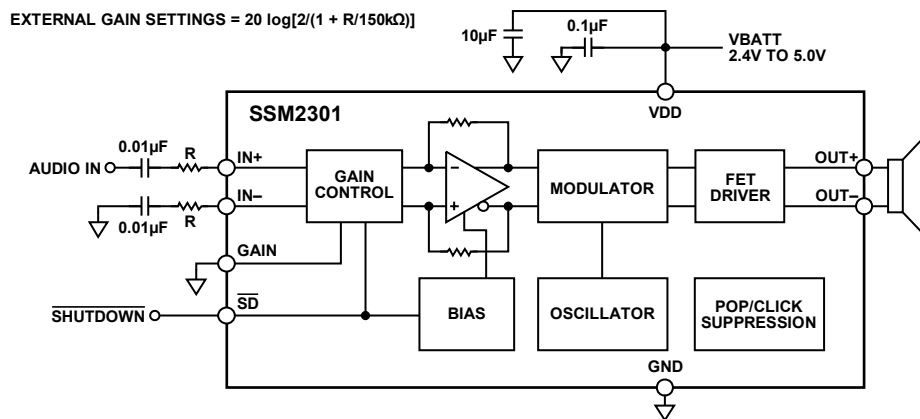 EXTERNAL GAIN SETTINGS = 20 log[2/(1 + R/150kΩ)]
10µF
0.1µF
VBATT
2.4V TO 5.0V
VDD
SSM2301
0.01µF
R
AUDIO IN
IN+
GAIN
CONTROL
−
+
MODULATOR
FET
DRIVER
OUT+
OUT−
IN−
0.01µF
R
GAIN
SHUTDOWN
SD
BIAS
OSCILLATOR
POP/CLICK
SUPPRESSION
GND